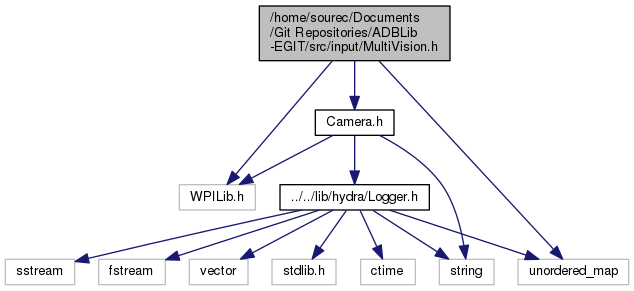 /home/sourec/Documents
/Git Repositories/ADBLib
-EGIT/src/input/MultiVision.h
Camera.h
WPILib.h
../../lib/hydra/Logger.h
sstream
fstream
vector
stdlib.h
ctime
string
unordered_map